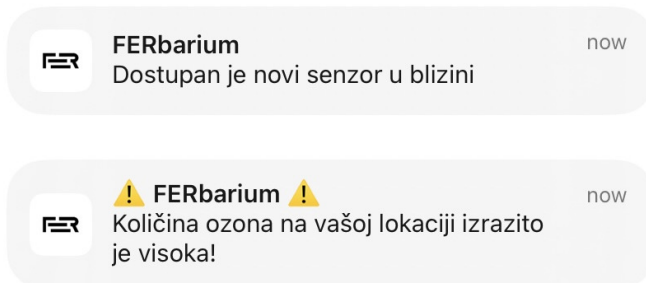 FER
FERbarium
now
Dostupan je novi senzor u blizini
FER
⚠️ FERbarium ⚠️
now
Količina ozona na vašoj lokaciji izrazito
je visoka!